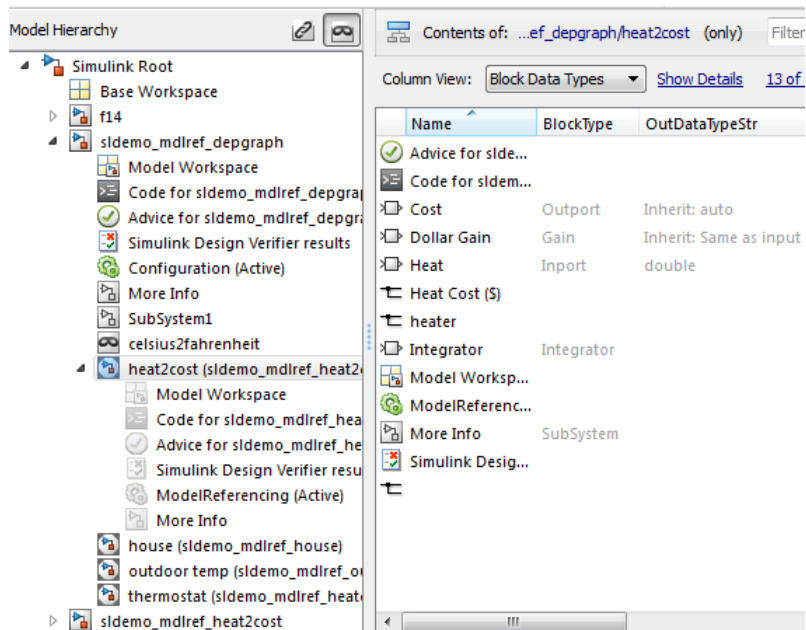 Model Hierarchy
Simulink Root
Base Workspace
f14
sldemo_mdlref_depgraph
Model Workspace
Code for sldemo_mdlref_depgra
Advice for sldemo_mdlref_depgra
Simulink Design Verifier results
Configuration (Active)
More Info
SubSystem1
celsius2fahrenheit
heat2cost (sldemo_mdlref_heat2
Model Workspace
Code for sldemo_mdlref_hea
Advice for sldemo_mdlref_he
Simulink Design Verifier resu
ModelReferencing (Active)
More Info
house (sldemo_mdlref_house)
outdoor temp (sldemo_mdlref_ou
thermostat (sldemo_mdlref_heate
sldemo_mdlref_heat2cost
Contents of: ...ef_depgraph/heat2cost (only) Filter
Column View: Block Data Types Show Details 13 of
Name BlockType OutDataTypeStr
Advice for slde...
Code for sldem...
Cost Outport Inherit: auto
Dollar Gain Gain Inherit: Same as input
Heat Inport double
Heat Cost ($)
heater
Integrator Integrator
Model Worksp...
ModelReferenc...
More Info SubSystem
Simulink Desig...